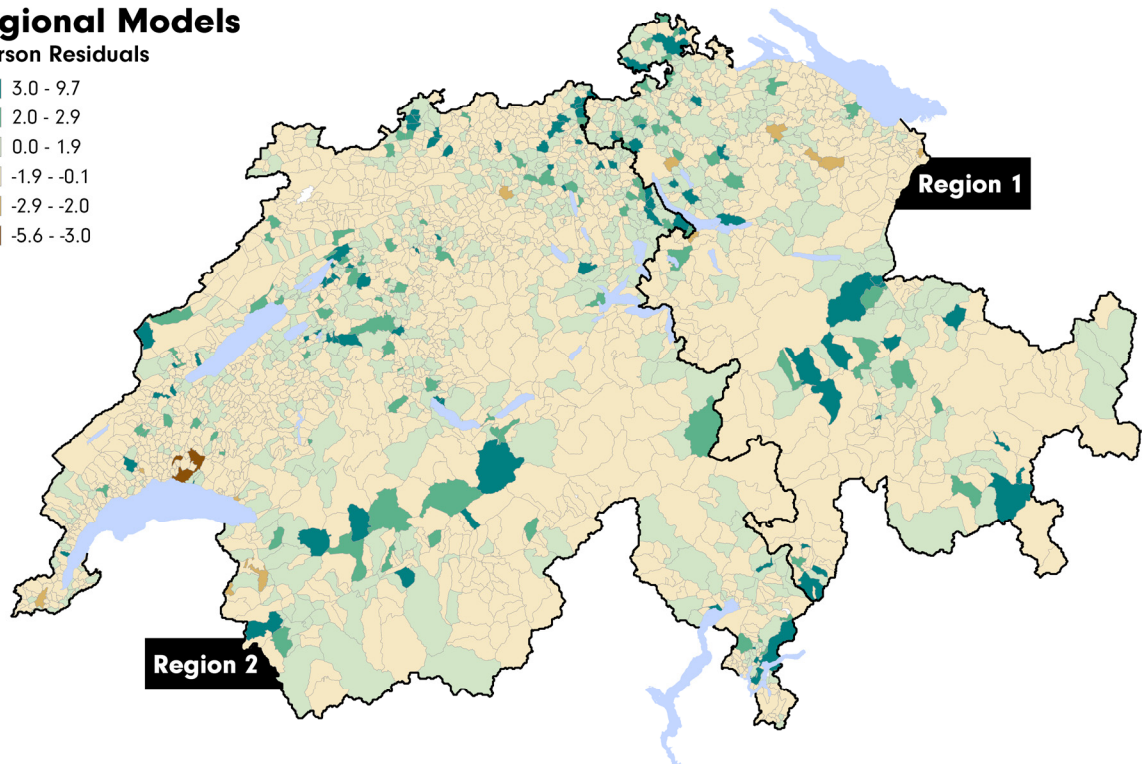 gional Models
rson Residuals
3.0 - 9.7
2.0 - 2.9
0.0 - 1.9
-1.9 - -0.1
-2.9 - -2.0
-5.6 - -3.0
Region 1
Region 2